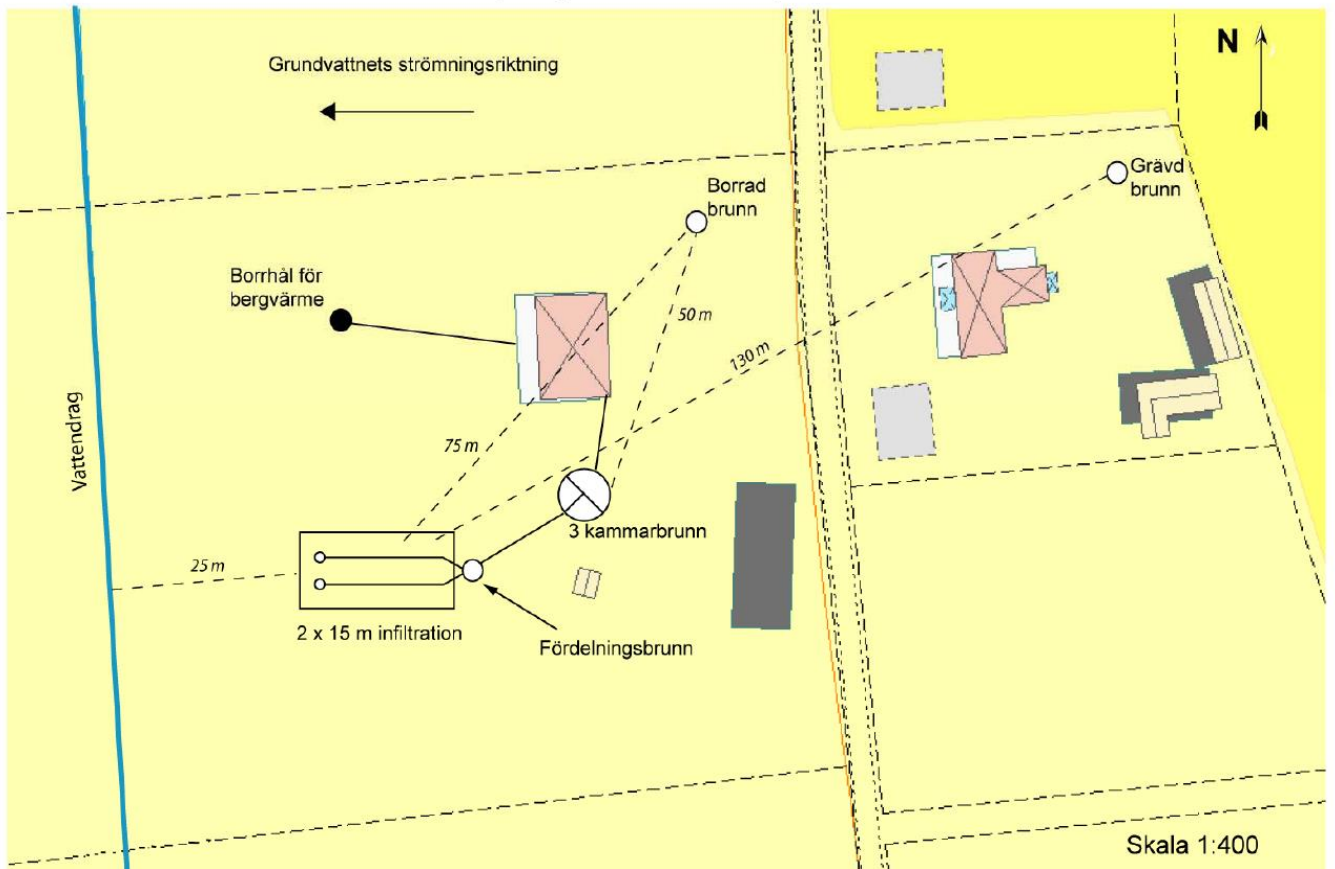 Grundvattnets strömningsriktning
N
Grävd
brunn
Borrad
brunn
Borrhål för
bergvärme
50 m
130 m
75 m
Vattendrag
3 kammarbrunn
25 m
2 x 15 m infiltration
Fördelningsbrunn
Skala 1:400